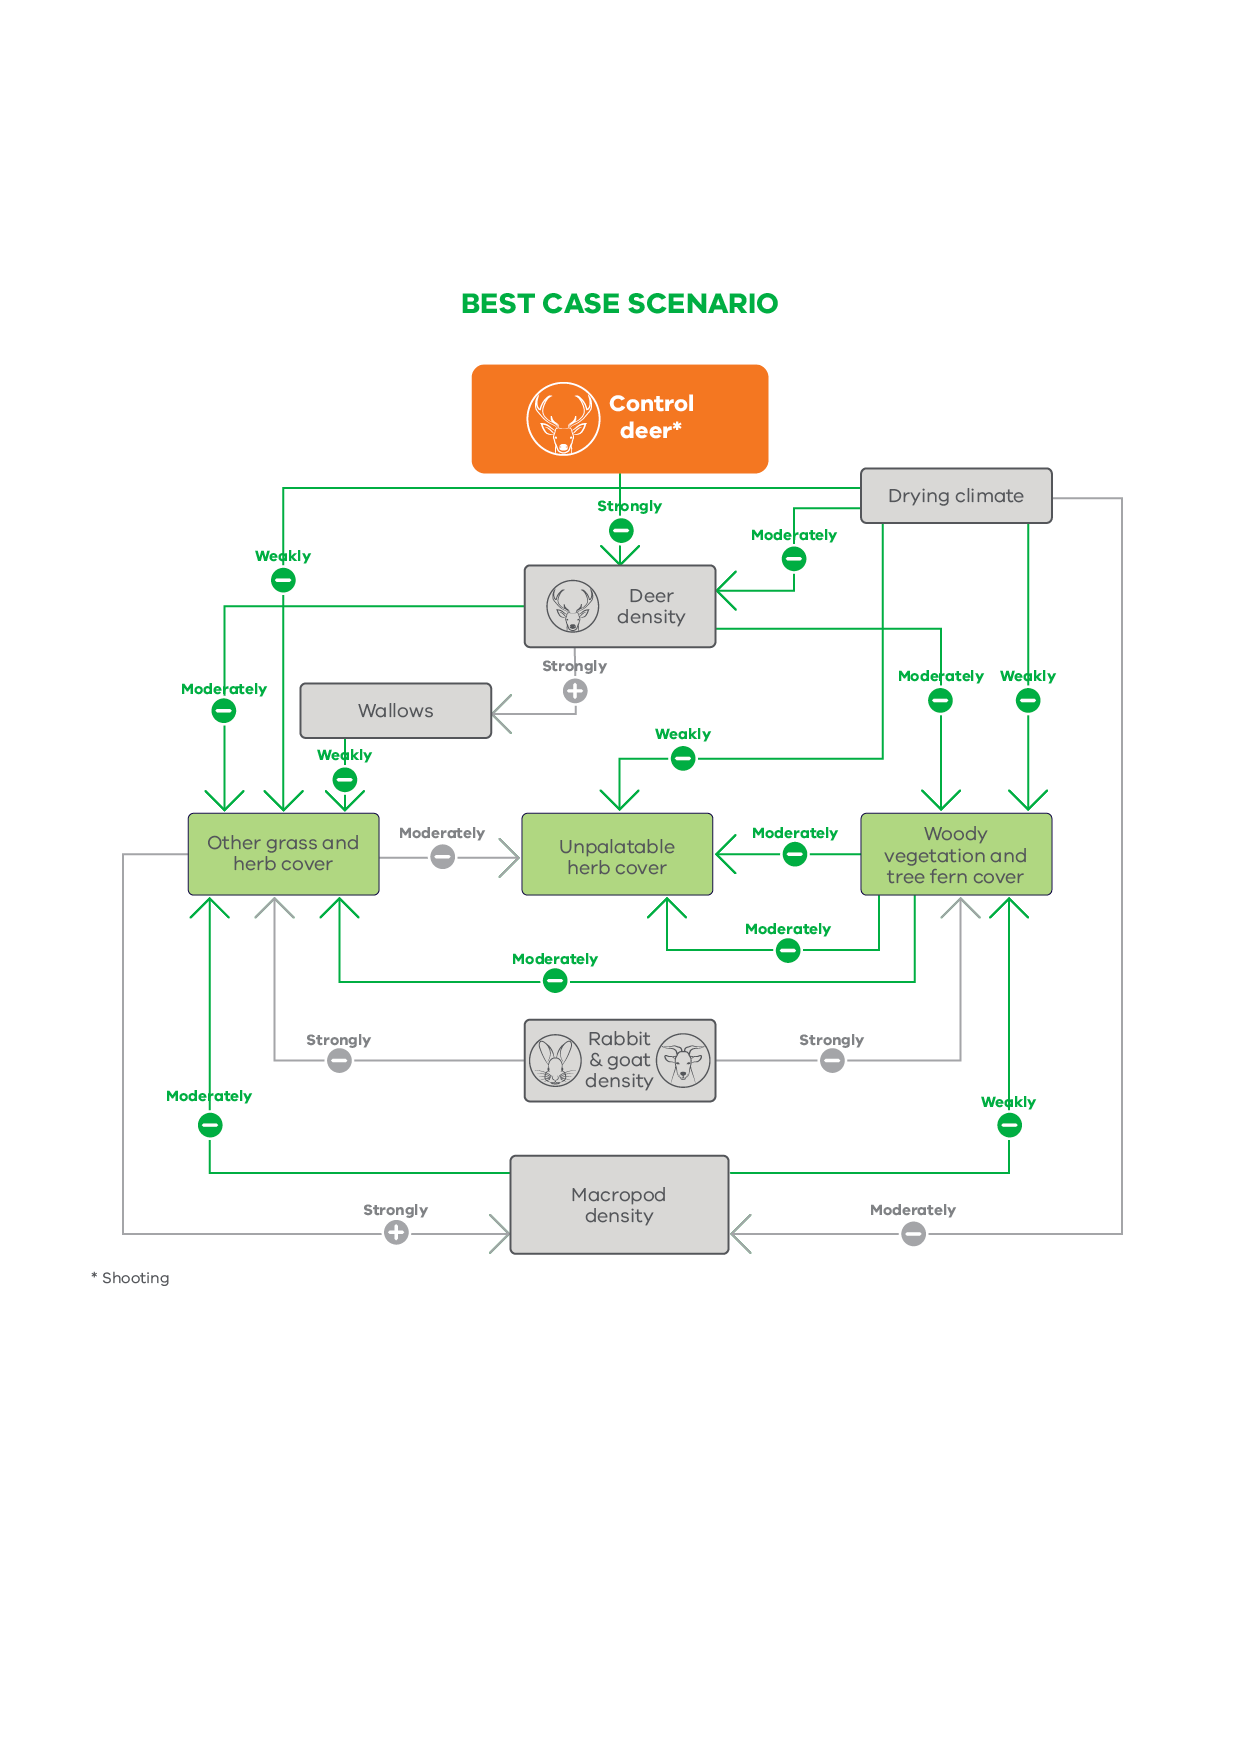 BEST CASE SCENARIO
Control
deer*
Drying climate
Strongly
Moderately
Weakly
Deer
density
Strongly
Moderately
Weakly
Moderately
Wallows
Weakly
Weakly
Moderately
Moderately
Other grass and
herb cover
Unpalatable
herb cover
Woody
vegetation and
tree fern cover
Moderately
Moderately
Strongly
Rabbit
& goat
density
Strongly
Moderately
Weakly
Macropod
density
Strongly
Moderately
* Shooting